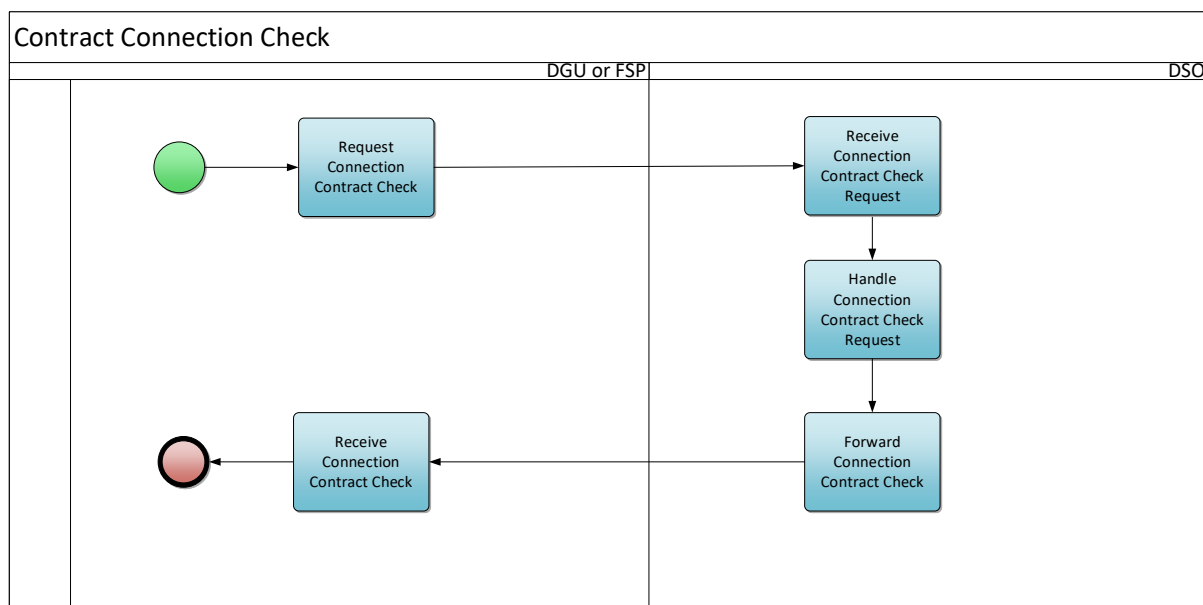 Contract Connection Check
DGU or FSP
DSO
Request
Connection
Contract Check
Receive
Connection
Contract Check
Request
Handle
Connection
Contract Check
Request
Forward
Connection
Contract Check
Receive
Connection
Contract Check